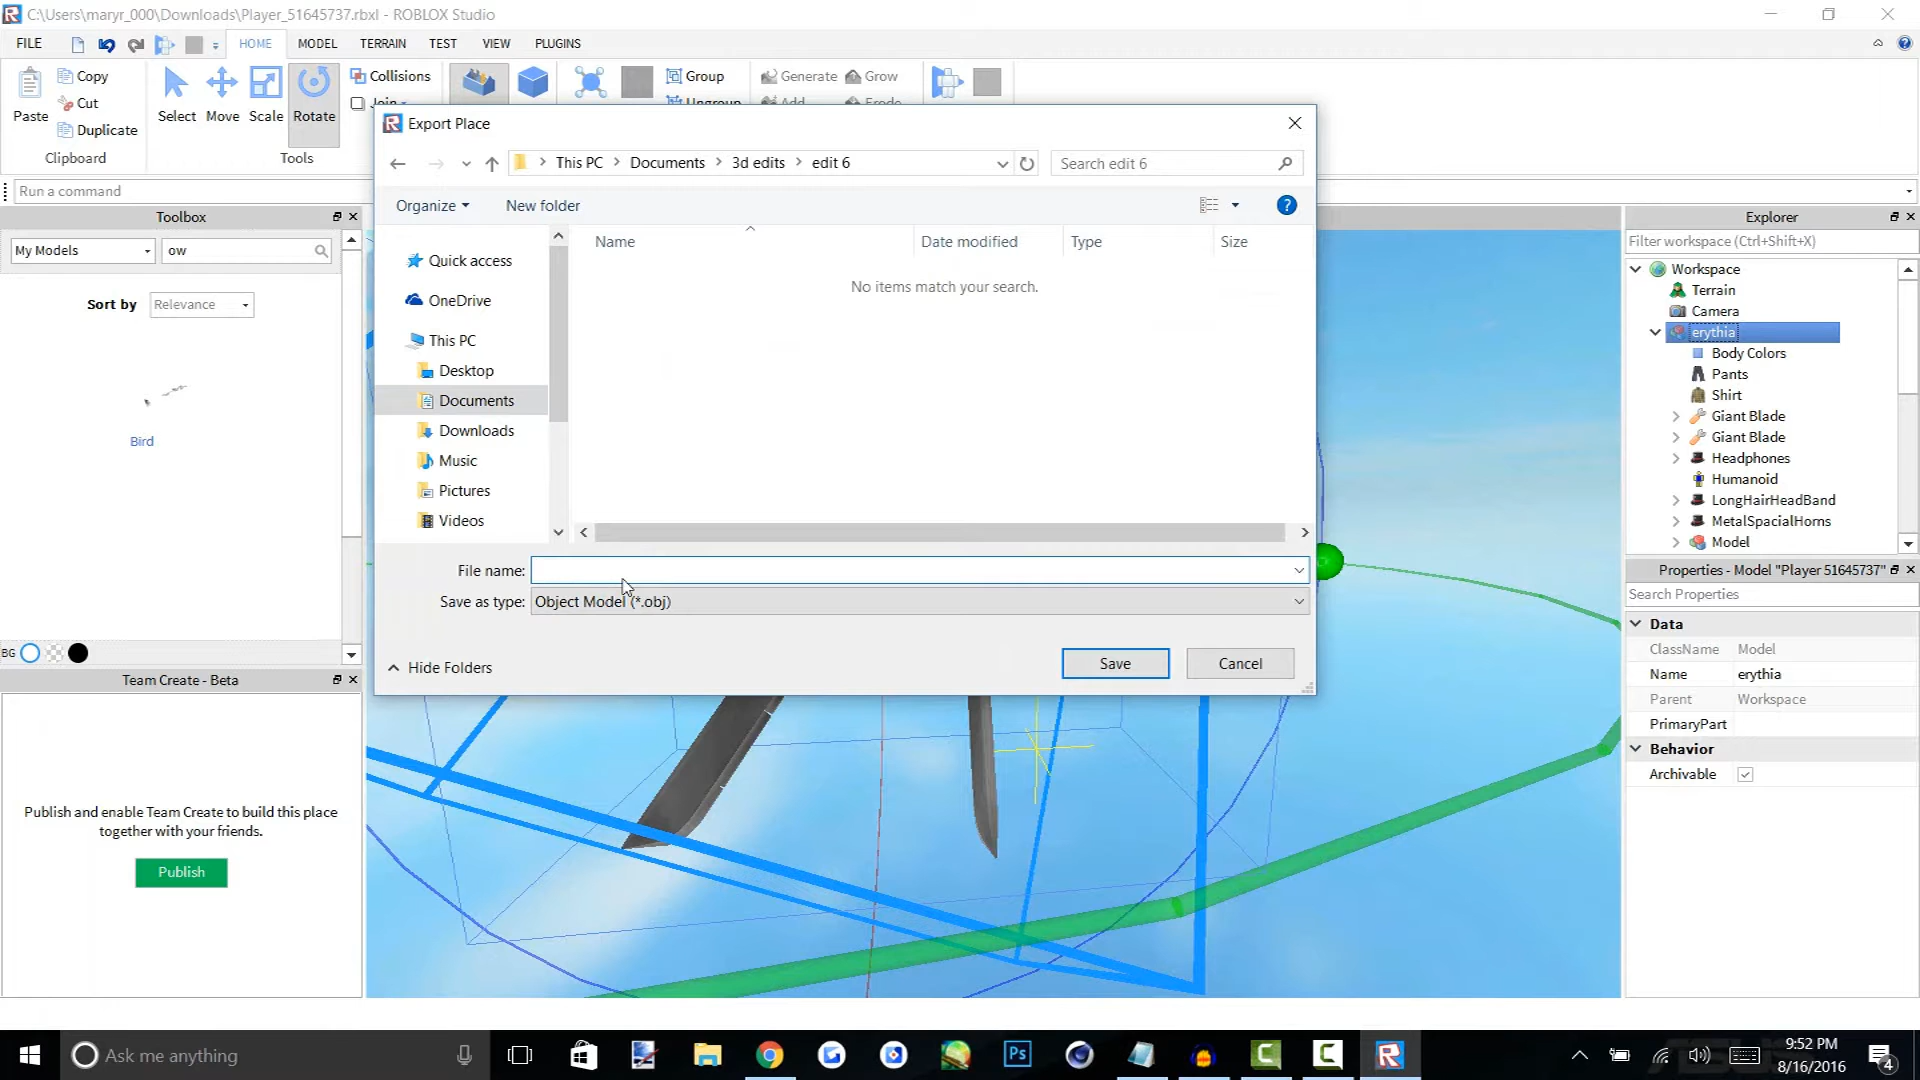 C:\Users\maryr_000\Downloads\Player_51645737.rbxl - ROBLOX Studio
FILE HOME MODEL TERRAIN TEST VIEW PLUGINS
Paste Copy Cut Duplicate
Clipboard
Select Move Scale Rotate
Tools
Collisions
Join
Group
Ungroup
Generate Grow
Add Erode
Run a command
Toolbox
My Models ow
Sort by Relevance
Bird
BG
Team Create - Beta
Publish and enable Team Create to build this place
together with your friends.
Publish
Export Place
This PC Documents 3d edits edit 6
Search edit 6
Organize New folder
Name Date modified Type Size
No items match your search.
Quick access
OneDrive
This PC
Desktop
Documents
Downloads
Music
Pictures
Videos
File name:
Save as type: Object Model (*.obj)
Hide Folders
Save Cancel
Explorer
Filter workspace (Ctrl+Shift+X)
Workspace
Terrain
Camera
erythia
Body Colors
Pants
Shirt
Giant Blade
Giant Blade
Headphones
Humanoid
LongHairHeadBand
MetalSpacialHorns
Model
Properties - Model "Player 51645737"
Search Properties
Data
ClassName Model
Name erythia
Parent Workspace
PrimaryPart
Behavior
Archivable
Ask me anything
Ps
9:52 PM
8/16/2016
4